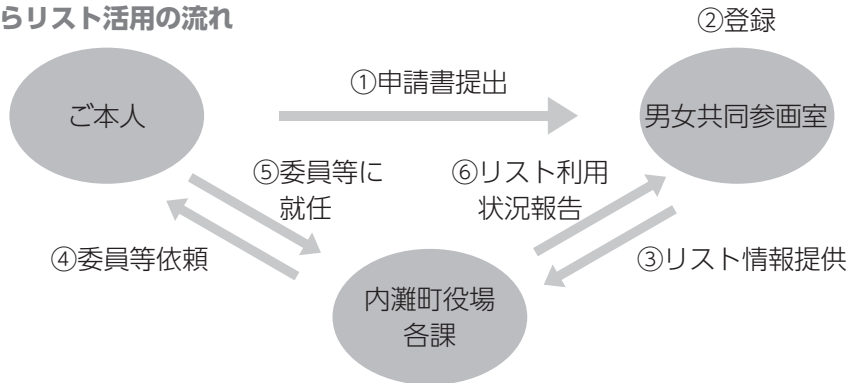 らリスト活用の流れ
②登録
ご本人
①申請書提出
男女共同参画室
⑤委員等に
就任
⑥リスト利用
状況報告
④委員等依頼
③リスト情報提供
内灘町役場
各課